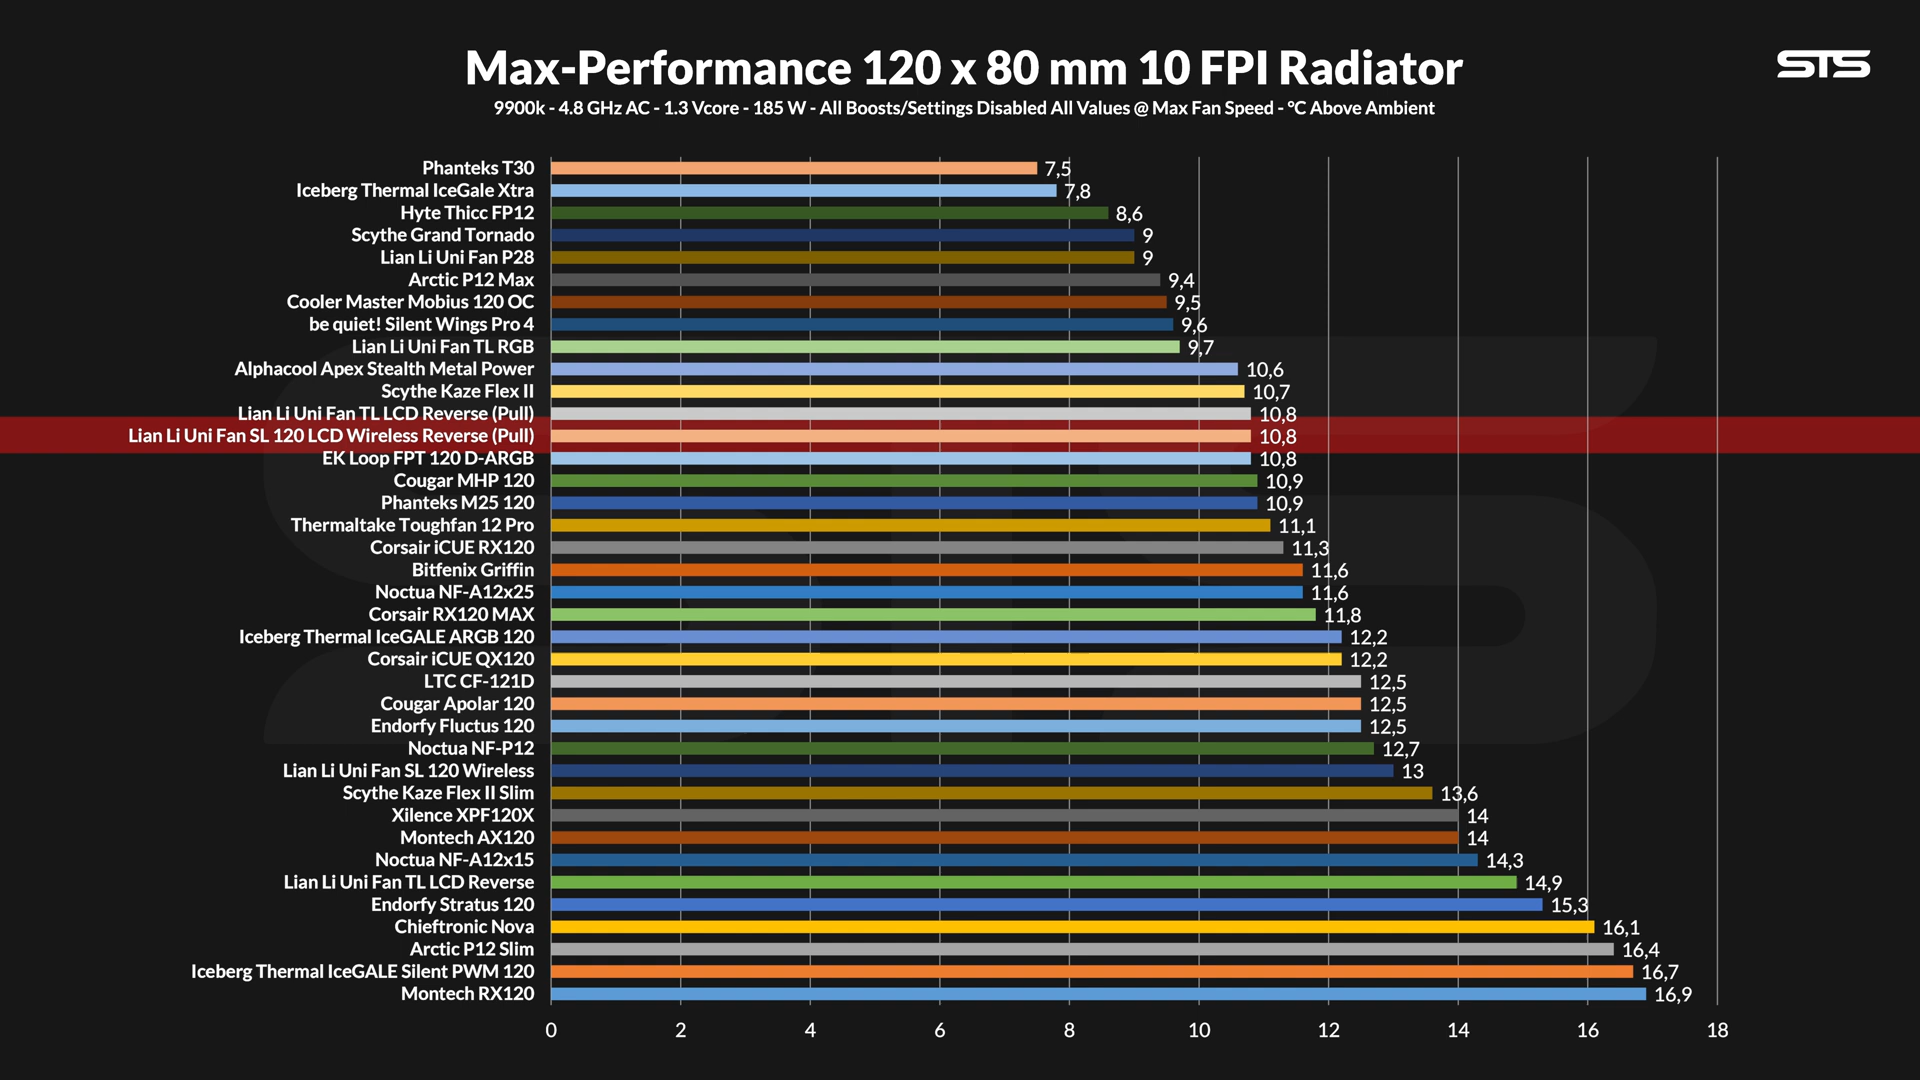 Max-Performance 120 x 80 mm 10 FPI Radiator
STS
9900k - 4.8 GHz AC - 1.3 Vcore - 185 W - All Boosts/Settings Disabled All Values @ Max Fan Speed - °C Above Ambient
Phanteks T30 7,5
Iceberg Thermal IceGale Xtra 7,8
Hyte Thicc FP12 8,6
Scythe Grand Tornado 9
Lian Li Uni Fan P28 9
Arctic P12 Max 9,4
Cooler Master Mobius 120 OC 9,5
be quiet! Silent Wings Pro 4 9,6
Lian Li Uni Fan TL RGB 9,7
Alphacool Apex Stealth Metal Power 10,6
Scythe Kaze Flex II 10,7
Lian Li Uni Fan TL LCD Reverse (Pull) 10,8
Lian Li Uni Fan SL 120 LCD Wireless Reverse (Pull) 10,8
EK Loop FPT 120 D-ARGB 10,8
Cougar MHP 120 10,9
Phanteks M25 120 10,9
Thermaltake Toughfan 12 Pro 11,1
Corsair iCUE RX120 11,3
Bitfenix Griffin 11,6
Noctua NF-A12x25 11,6
Corsair RX120 MAX 11,8
Iceberg Thermal IceGALE ARGB 120 12,2
Corsair iCUE QX120 12,2
LTC CF-121D 12,5
Cougar Apolar 120 12,5
Endorfy Fluctus 120 12,5
Noctua NF-P12 12,7
Lian Li Uni Fan SL 120 Wireless 13
Scythe Kaze Flex II Slim 13,6
Xilence XPF120X 14
Montech AX120 14
Noctua NF-A12x15 14,3
Lian Li Uni Fan TL LCD Reverse 14,9
Endorfy Stratus 120 15,3
Chieftronic Nova 16,1
Arctic P12 Slim 16,4
Iceberg Thermal IceGALE Silent PWM 120 16,7
Montech RX120 16,9
0 2 4 6 8 10 12 14 16 18